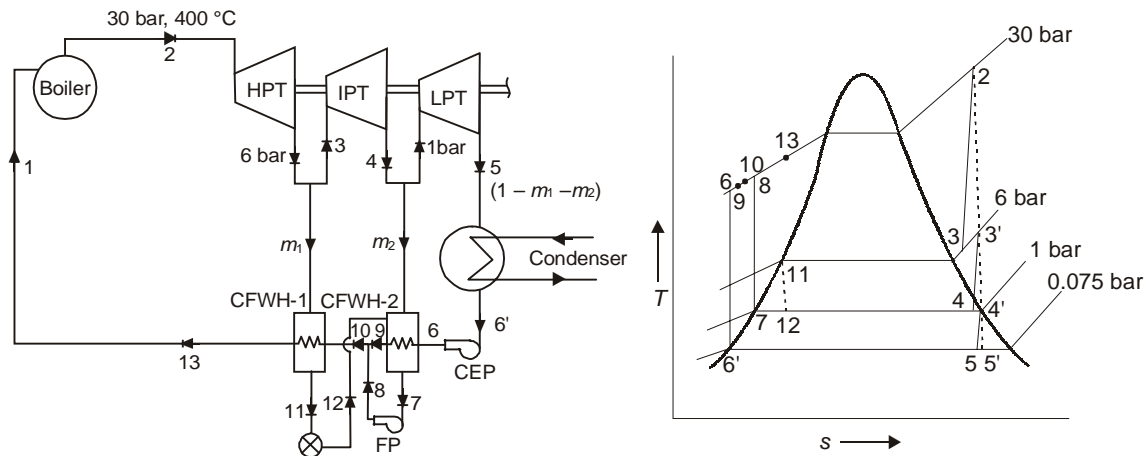 30 bar, 400 °C
2
Boiler
HPT
IPT
LPT
1
6 bar
3
4
1bar
5
(1 – m1 –m2)
m1
m2
Condenser
CFWH-1
CFWH-2
10
9
6
6'
CEP
13
11
12
8
7
FP
30 bar
2
13
10
6
8
9
6 bar
3
3'
1 bar
11
0.075 bar
T
7
12
4
4'
6'
5
5'
s